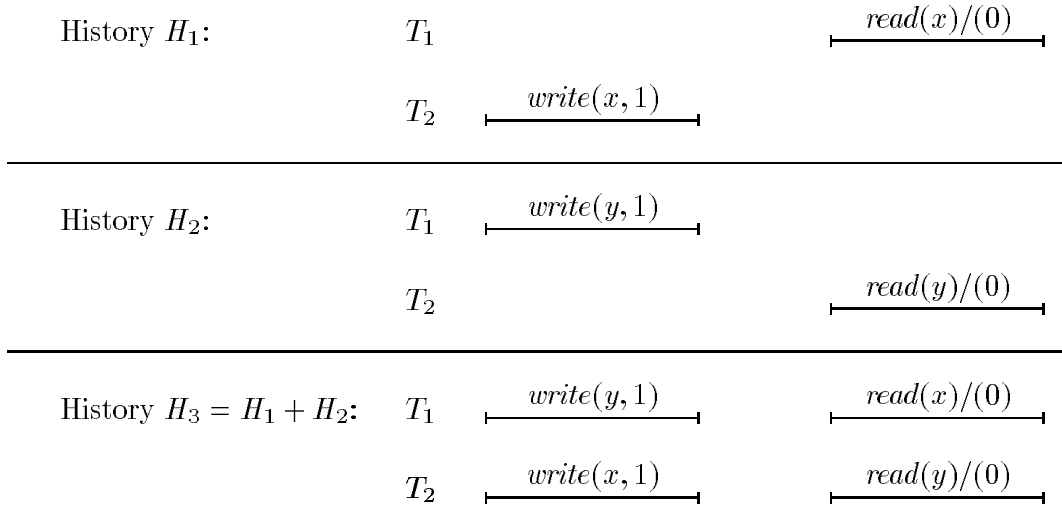 History H₁: T₁ read(x)/(0)
T₂ write(x, 1)
History H₂: T₁ write(y, 1)
T₂ read(y)/(0)
History H₃ = H₁ + H₂: T₁ write(y, 1) read(x)/(0)
T₂ write(x, 1) read(y)/(0)